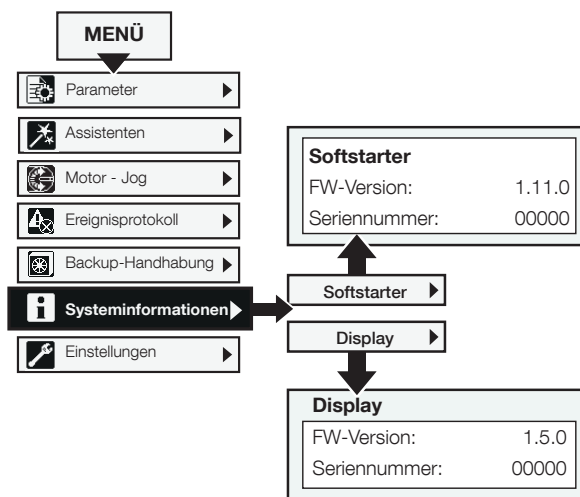 MENÜ
Parameter
Assistenten
Motor - Jog
Ereignisprotokoll
Backup-Handhabung
Systeminformationen
Einstellungen
Softstarter
FW-Version: 1.11.0
Seriennummer: 00000
Softstarter
Display
Display
FW-Version: 1.5.0
Seriennummer: 00000